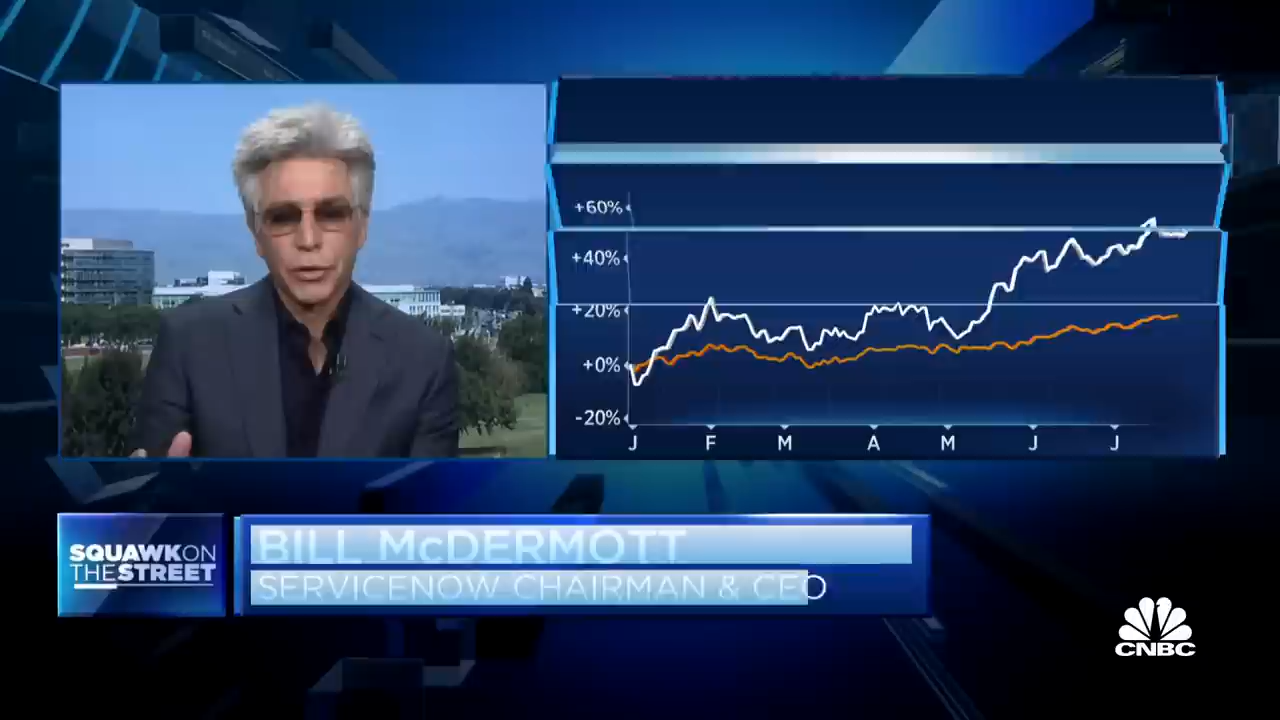 +60%
+40%
+20%
+0%
-20%
J F M A M J J
SQUAWK ON
THE STREET
BILL McDERMOTT
SERVICENOW CHAIRMAN & CEO
CNBC